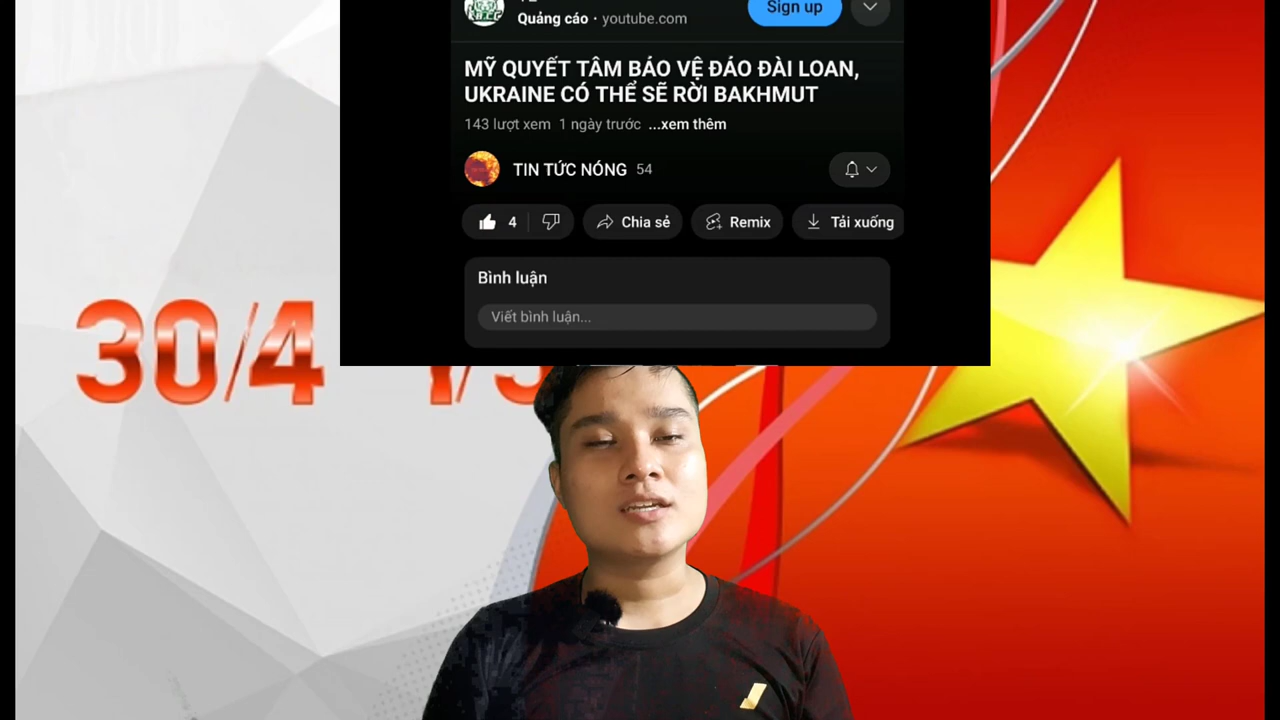 Quảng cáo · youtube.com
Sign up
MỸ QUYẾT TÂM BẢO VỆ ĐẢO ĐÀI LOAN,
UKRAINE CÓ THỂ SẼ RỜI BAKHMUT
143 lượt xem 1 ngày trước ...xem thêm
TIN TỨC NÓNG 54
4
Chia sẻ
Remix
Tải xuống
Bình luận
Viết bình luận...
30/4